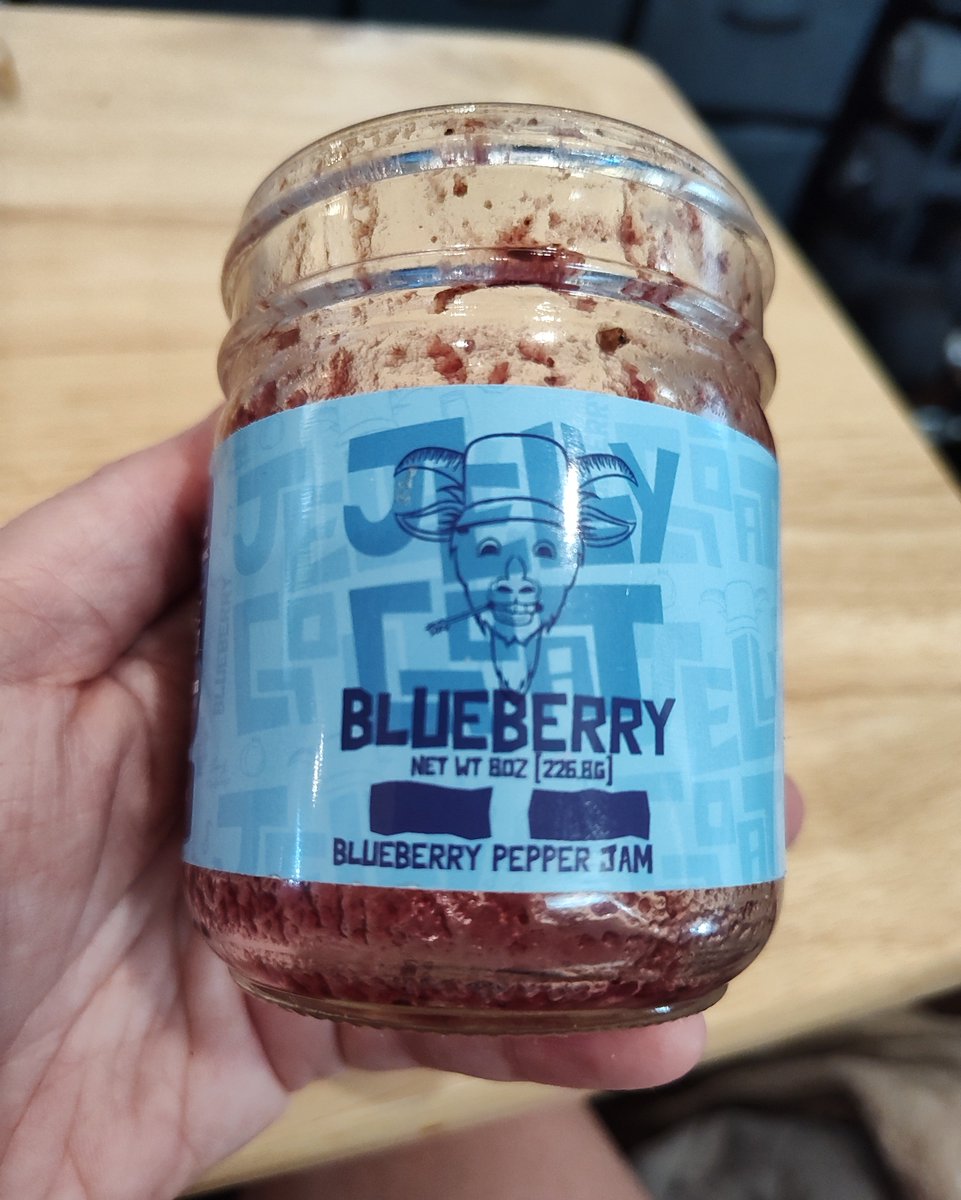 JELLY
GOAT
BLUEBERRY
NET WT 8OZ [226.8G]
BLUEBERRY PEPPER JAM